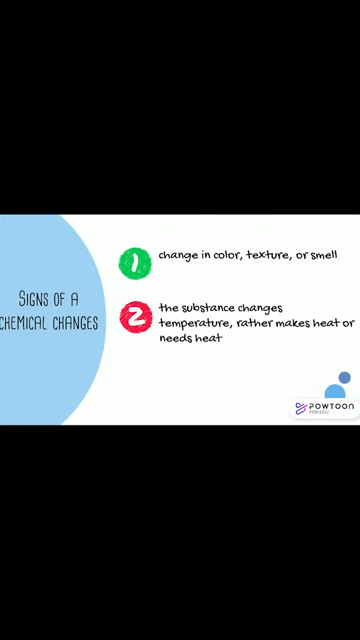 SIGNS OF A
CHEMICAL CHANGES
1
change in color, texture, or smell
2
the substance changes
temperature, rather makes heat or
needs heat
POWTOON
FOR EDU